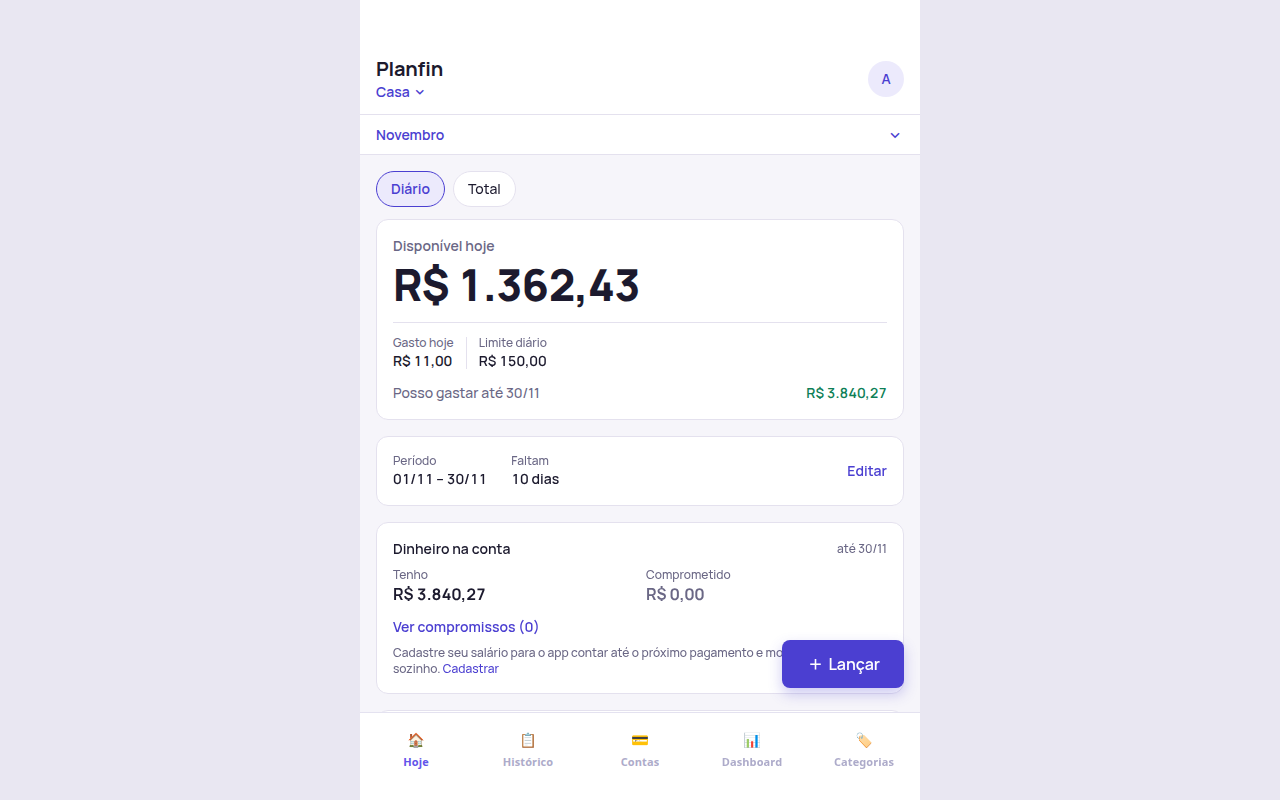 Planfin
Casa
A
Novembro
Diário
Total
Disponível hoje
R$ 1.362,43
Gasto hoje
R$ 11,00
Limite diário
R$ 150,00
Posso gastar até 30/11
R$ 3.840,27
Período
01/11 – 30/11
Faltam
10 dias
Editar
Dinheiro na conta
até 30/11
Tenho
R$ 3.840,27
Comprometido
R$ 0,00
Ver compromissos (0)
Cadastre seu salário para o app contar até o próximo pagamento e
sozinho. Cadastrar
+ Lançar
Hoje
Histórico
Contas
Dashboard
Categorias